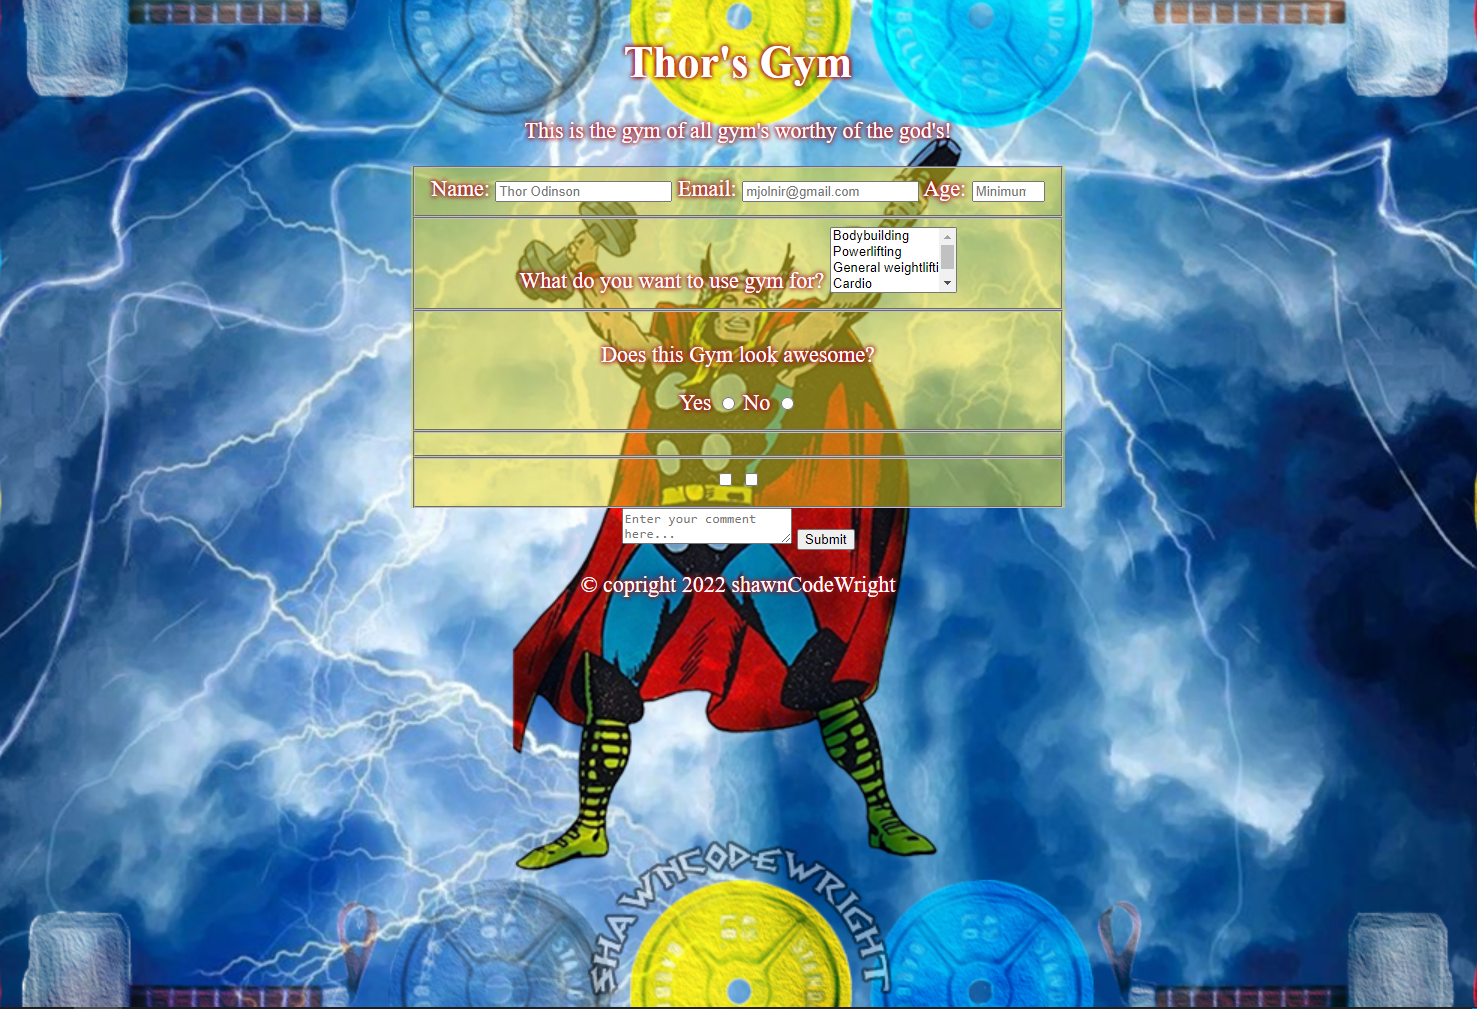 Thor's Gym
This is the gym of all gym's worthy of the god's!
Name: Thor Odinson Email: mjolnir@gmail.com Age: Minimum
Bodybuilding
Powerlifting
General weightlifti
Cardio
What do you want to use gym for?
Does this Gym look awesome?
Yes No
Enter your comment
here...
Submit
© copright 2022 shawnCodeWright
SHAWNCODEWRIGHT